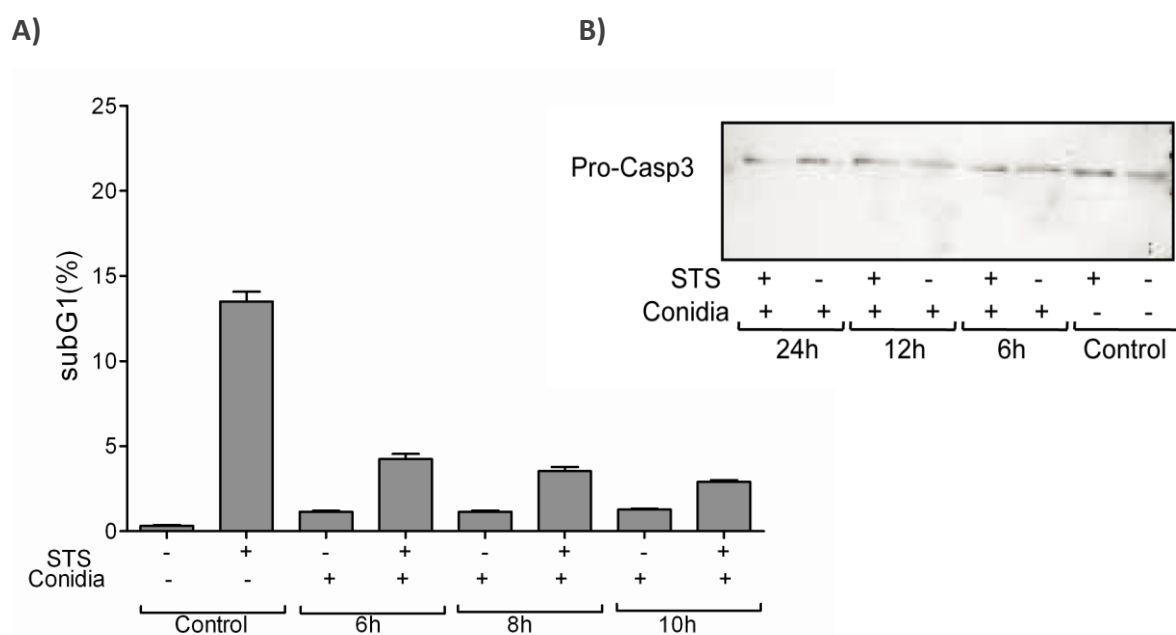 A)
B)
25
20
15
10
5
0
subG1(%)
STS - + - + - + - +
Conidia - - + + + + + +
Control 6h 8h 10h
Pro-Casp3
STS + - + - + - + -
Conidia + + + + + + - -
24h 12h 6h Control